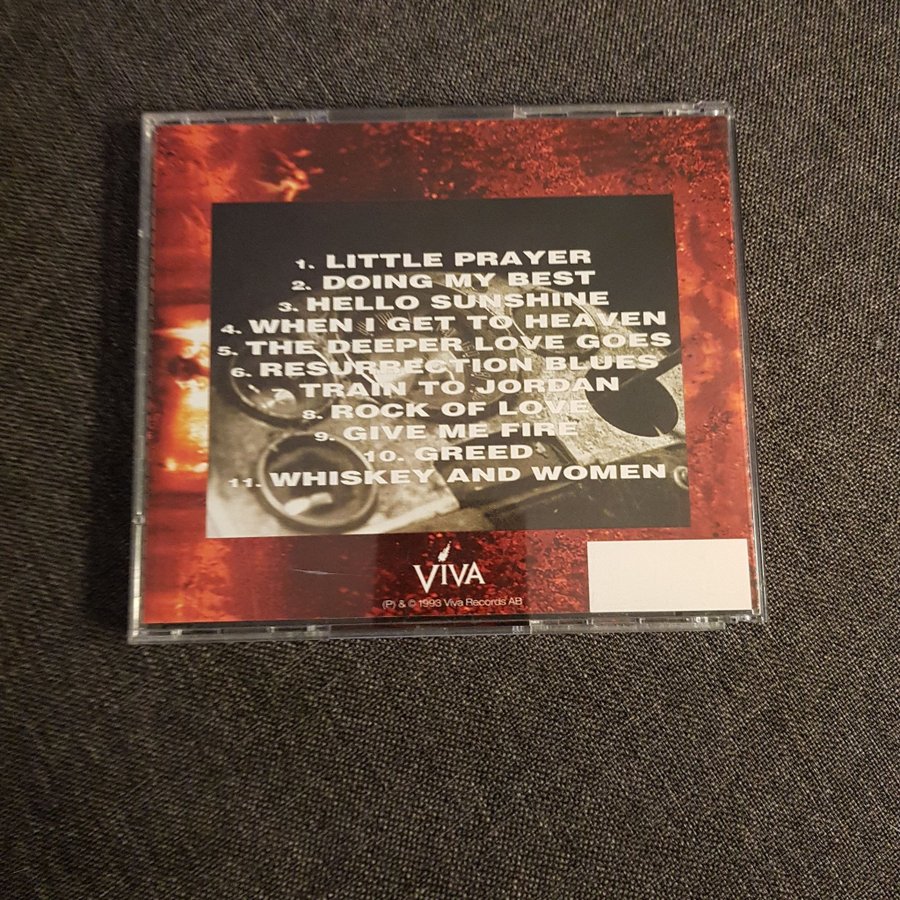 1. LITTLE PRAYER
2. DOING MY BEST
3. HELLO SUNSHINE
4. WHEN I GET TO HEAVEN
5. THE DEEPER LOVE GOES
6. RESURRECTION BLUES
7. TRAIN TO JORDAN
8. ROCK OF LOVE
9. GIVE ME FIRE
10. GREED
11. WHISKEY AND WOMEN
VIVA
(P) & © 1993 Viva Records AB